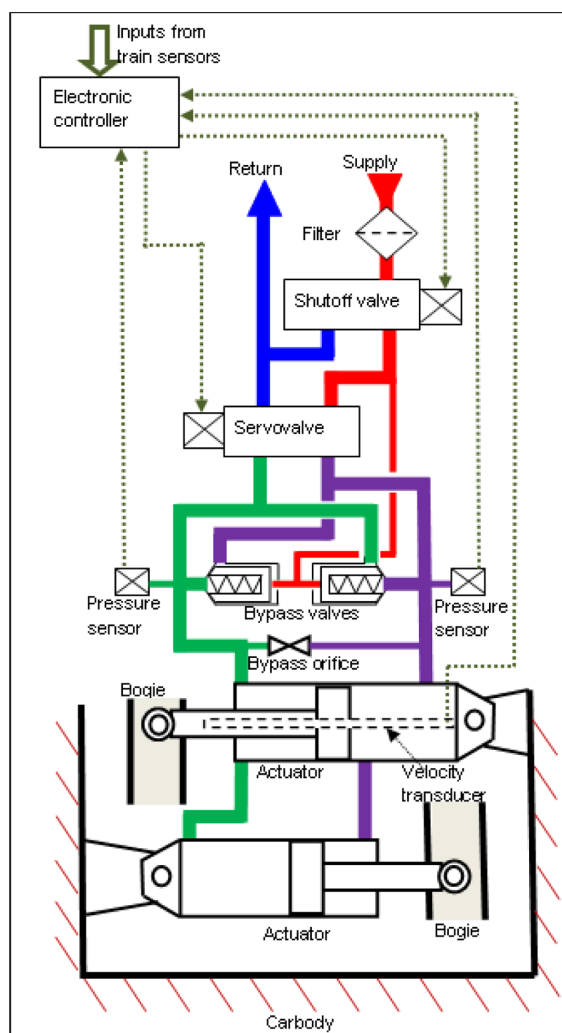 Inputs from
train sensors
Electronic
controller
Return
Supply
Filter
Shutoff valve
Servovalve
Pressure
sensor
Bypass valves
Pressure
sensor
Bypass orifice
Bogie
Actuator
Velocity
transducer
Actuator
Bogie
Carbody